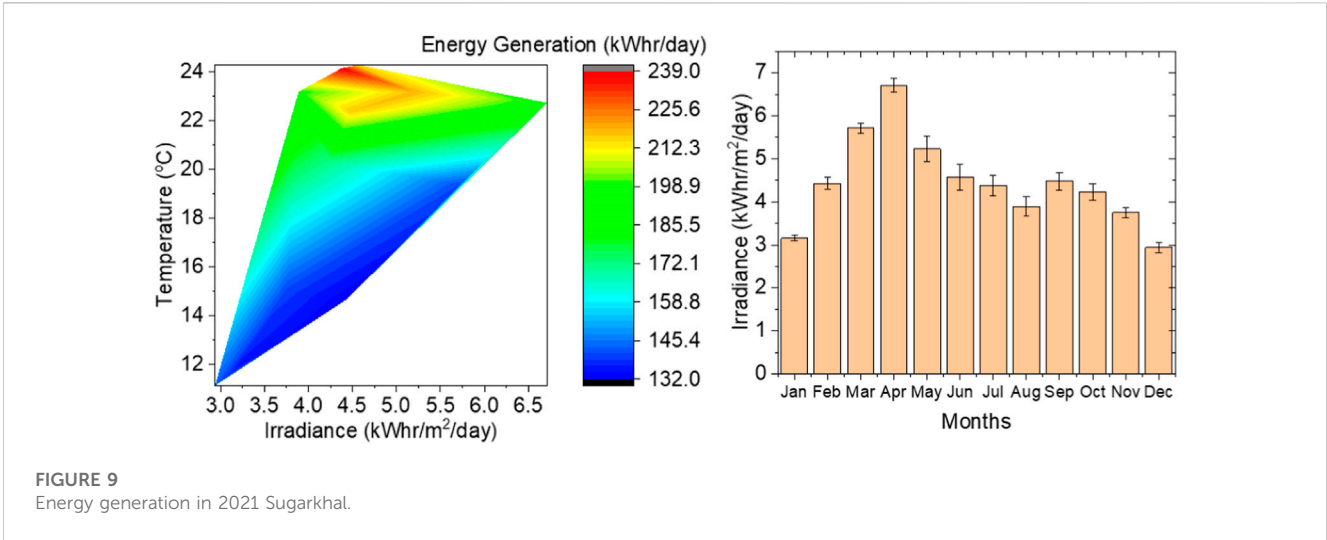 Energy Generation (kWhr/day)
24
22
20
18
16
14
12
Temperature (°C)
3.0 3.5 4.0 4.5 5.0 5.5 6.0 6.5
Irradiance (kWhr/m²/day)
239.0
225.6
212.3
198.9
185.5
172.1
158.8
145.4
132.0
7
6
5
4
3
2
1
0
Irradiance (kWhr/m²/day)
Jan Feb Mar Apr May Jun Jul Aug Sep Oct Nov Dec
Months
FIGURE 9
Energy generation in 2021 Sugarkhal.